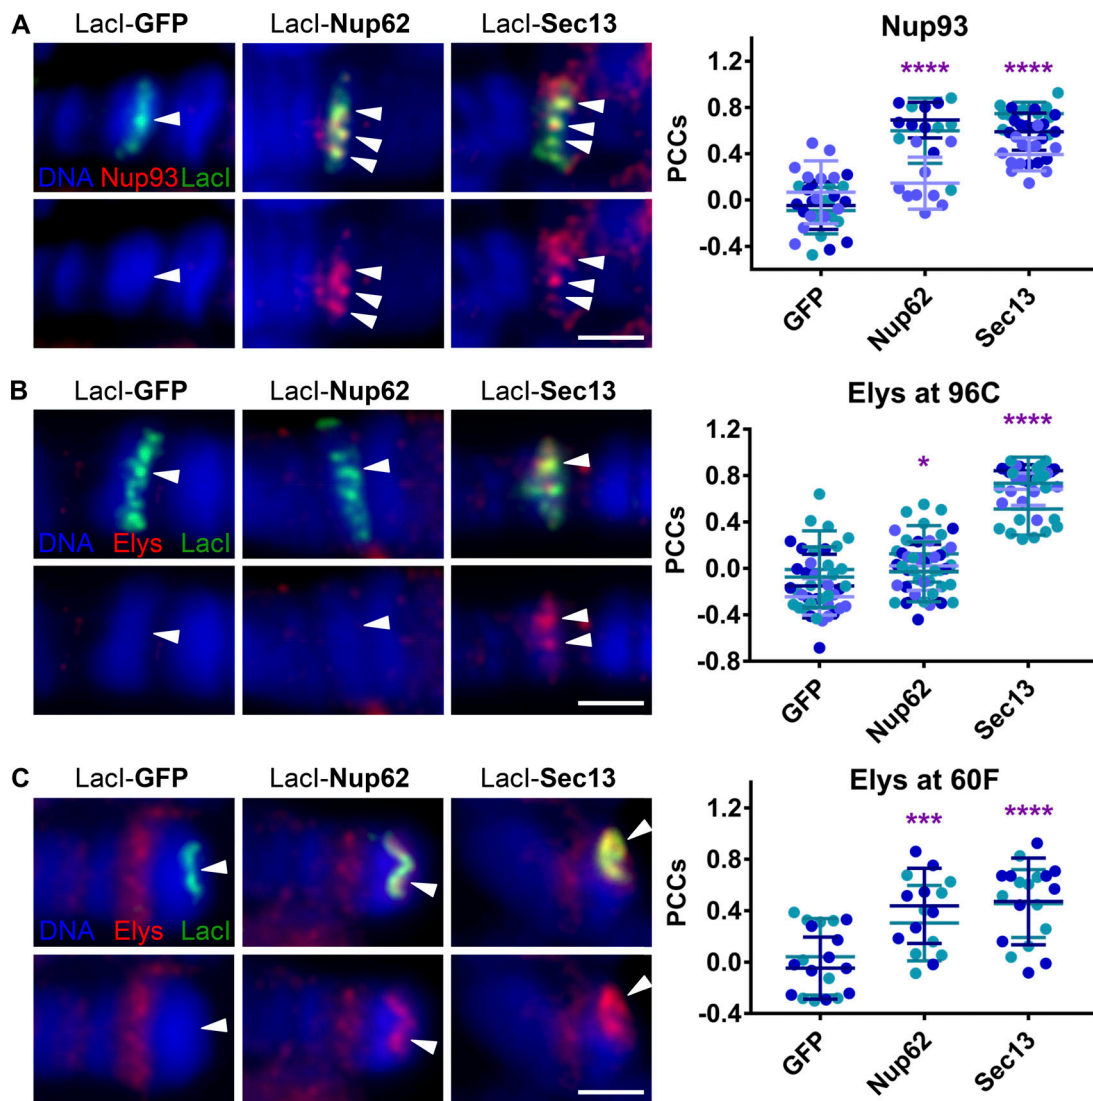 A
LacI-GFP
LacI-Nup62
LacI-Sec13
DNA Nup93 LacI
Nup93
1.2
0.8
0.4
0.0
-0.4
PCCs
****
****
GFP
Nup62
Sec13
B
LacI-GFP
LacI-Nup62
LacI-Sec13
DNA Elys LacI
Elys at 96C
1.2
0.8
0.4
0.0
-0.4
-0.8
PCCs
*
****
GFP
Nup62
Sec13
C
LacI-GFP
LacI-Nup62
LacI-Sec13
DNA Elys LacI
Elys at 60F
1.2
0.8
0.4
0.0
-0.4
PCCs
***
****
GFP
Nup62
Sec13